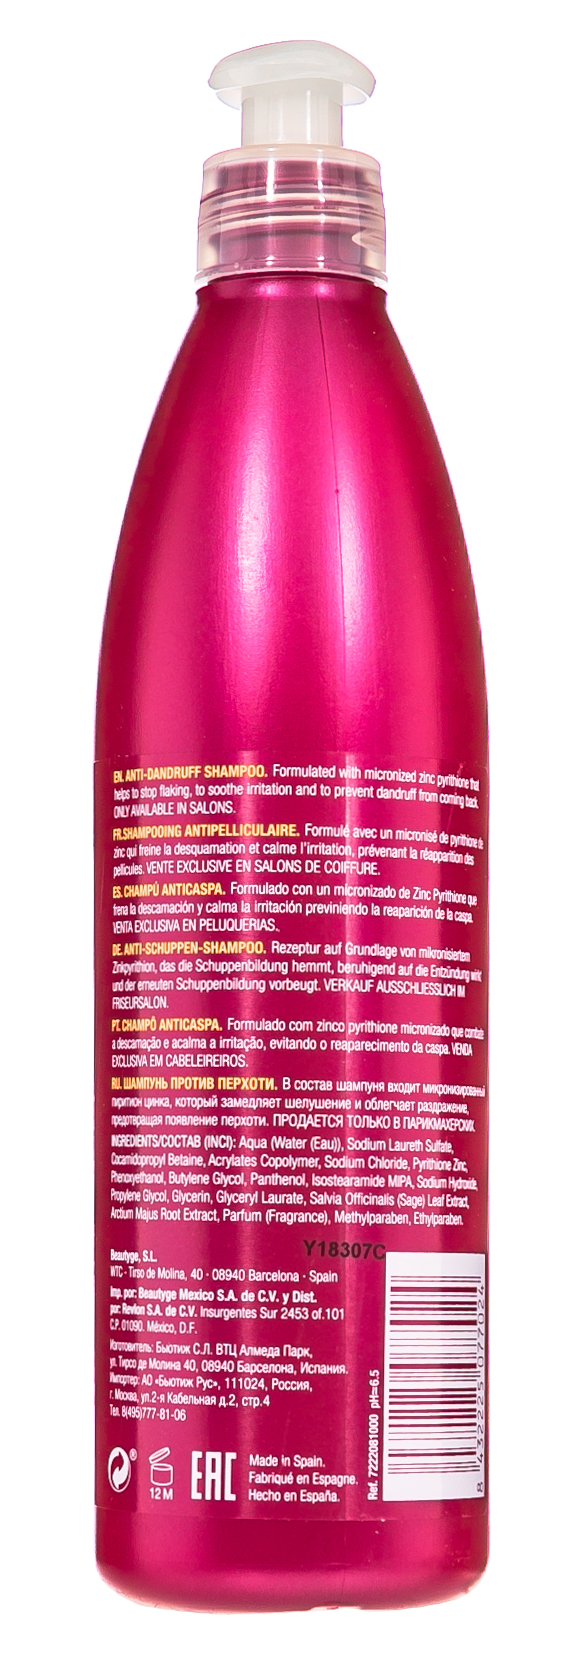 EN. ANTI-DANDRUFF SHAMPOO. Formulated with micronized zinc pyrithione that
helps to stop flaking, to soothe irritation and to prevent dandruff from coming back.
ONLY AVAILABLE IN SALONS.
FR.SHAMPOOING ANTIPELLICULAIRE. Formulé avec un micronisé de pyrithione de
zinc qui freine la desquamation et calme l'irritation, prévenant la réapparition des
pellicules. VENTE EXCLUSIVE EN SALONS DE COIFFURE.
ES. CHAMPÚ ANTICASPA. Formulado con un micronizado de Zinc Pyrithione que
frena la descamación y calma la irritación previniendo la reaparición de la caspa.
VENTA EXCLUSIVA EN PELUQUERIAS.
DE. ANTI-SCHUPPEN-SHAMPOO. Rezeptur auf Grundlage von mikronisiertem
Zinkpyrithion, das die Schuppenbildung hemmt, beruhigend auf die Entzündung wirkt
und der erneuten Schuppenbildung vorbeugt. VERKAUF AUSSCHLIESSLICH IM
FRISEURSALON.
PT. CHAMPÔ ANTICASPA. Formulado com zinco pyrithione micronizado que combate
a descamação e acalma a irritação, evitando o reaparecimento da caspa. VENDA
EXCLUSIVA EM CABELEIREIROS.
RU. ШАМПУНЬ ПРОТИВ ПЕРХОТИ. В состав шампуня входит микронизированный
пиритион цинка, который замедляет шелушение и облегчает раздражение,
предотвращая появление перхоти. ПРОДАЕТСЯ ТОЛЬКО В ПАРИКМАХЕРСКИХ.
INGREDIENTS/СОСТАВ (INCI): Aqua (Water (Eau)), Sodium Laureth Sulfate,
Cocamidopropyl Betaine, Acrylates Copolymer, Sodium Chloride, Pyrithione Zinc,
Phenoxyethanol, Butylene Glycol, Panthenol, Isostearamide MIPA, Sodium Hydroxide,
Propylene Glycol, Glycerin, Glyceryl Laurate, Salvia Officinalis (Sage) Leaf Extract,
Arctium Majus Root Extract, Parfum (Fragrance), Methylparaben, Ethylparaben.
Y18307C
Beautyge, S.L.
WTC - Tirso de Molina, 40 - 08940 Barcelona - Spain
Imp. por: Beautyge Mexico S.A. de C.V. y Dist.
por: Revlon S.A. de C.V. Insurgentes Sur 2453 of.101
C.P. 01090. México, D.F.
Изготовитель: Бьютиж С.Л. ВТЦ Алмеда Парк,
ул. Тирсо де Молина 40, 08940 Барселона, Испания.
Импортер: АО «Бьютиж Рус», 111024, Россия,
г. Москва, ул.2-я Кабельная д.2, стр.4
Тел. 8(495)777-81-06
12 M
EAC
Made in Spain.
Fabriqué en Espagne.
Hecho en España.
Ref. 7222081000 pH=6.5
8 432225 077024